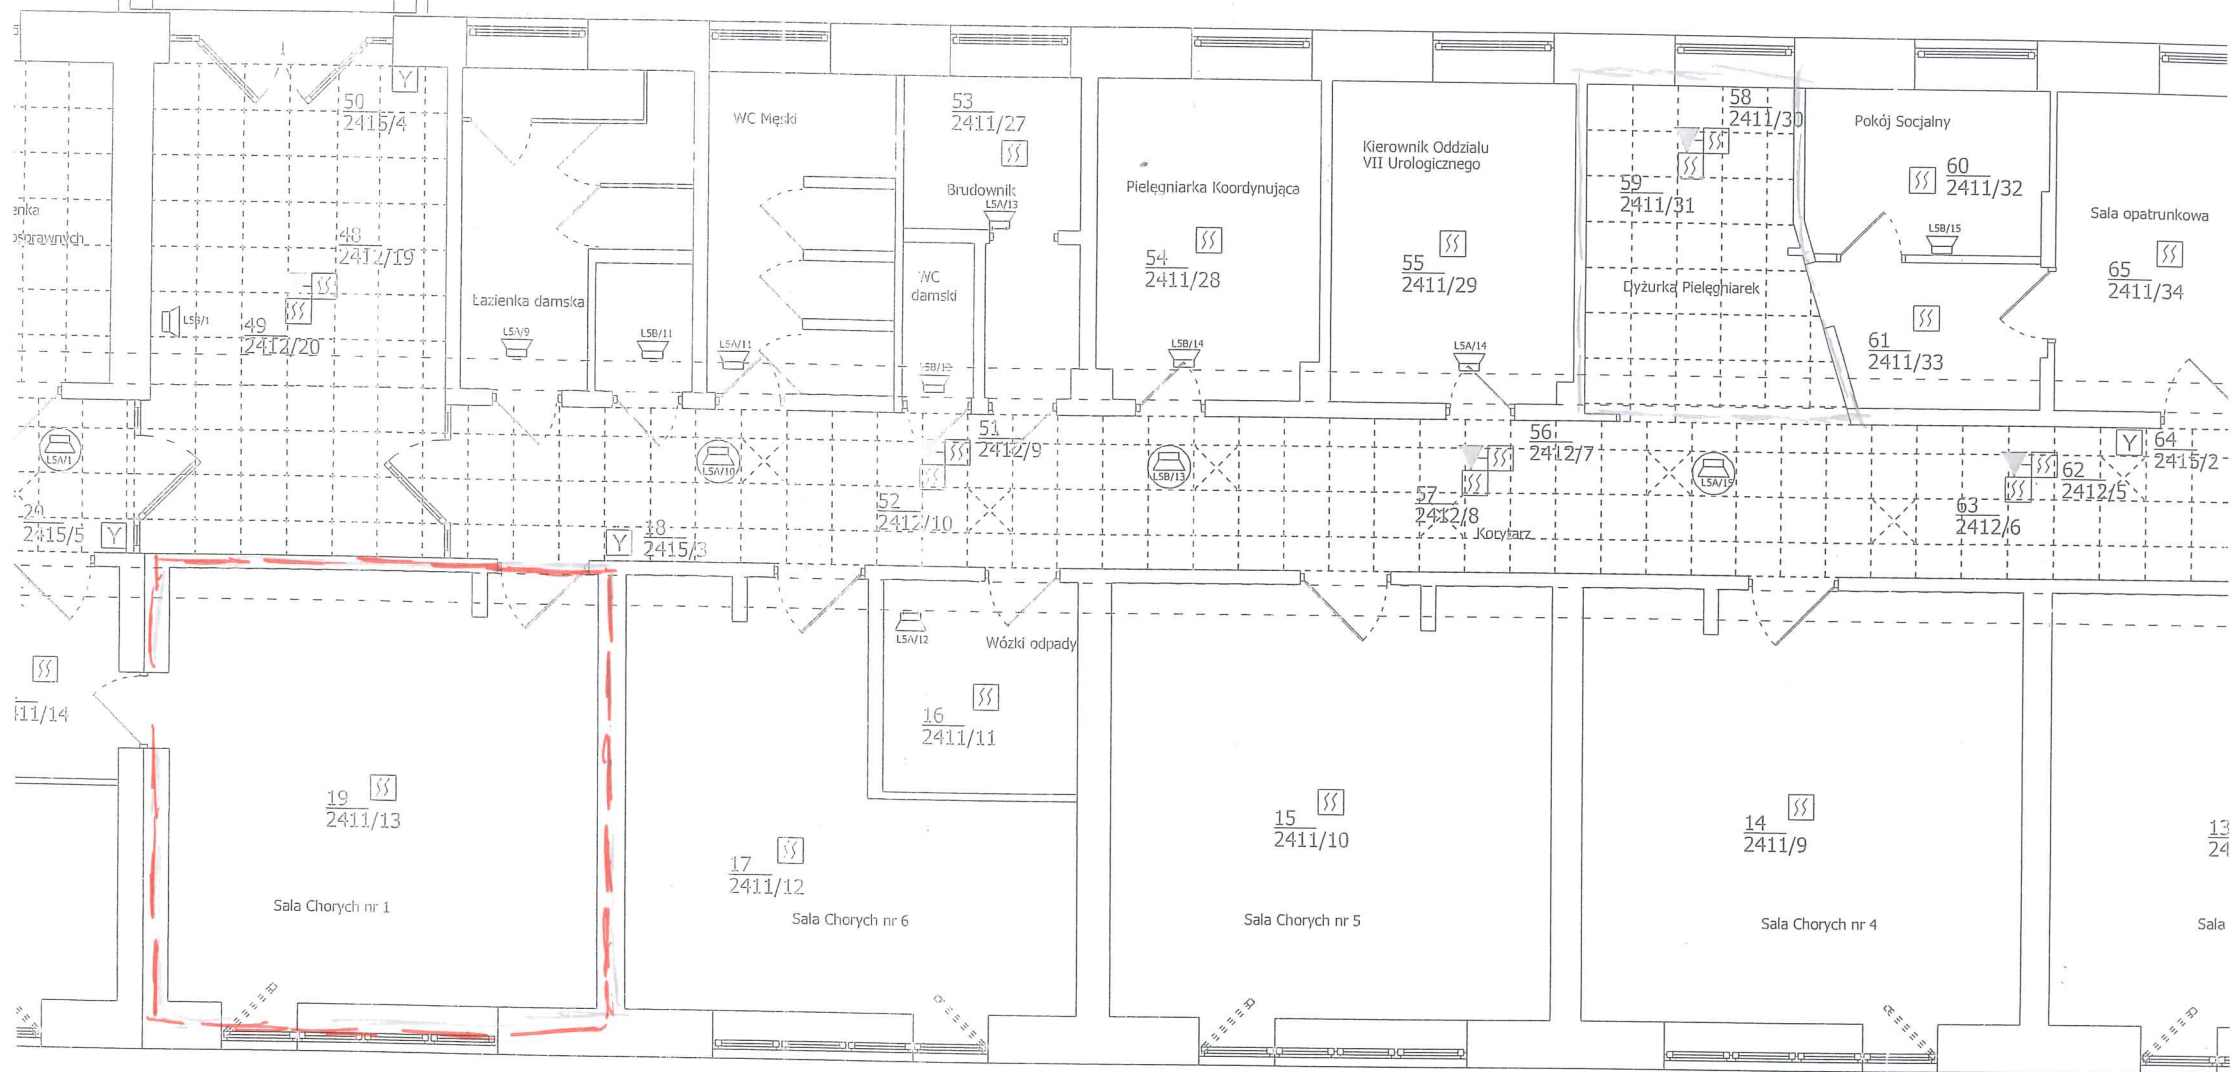 50
2415/4
Y
WC Męski
53
2411/27
Brudownik
L5A/13
Pielęgniarka Koordynująca
54
2411/28
L5B/14
Kierownik Oddziału
VII Urologicznego
55
2411/29
L5A/14
58
2411/30
59
2411/31
Dyżurka Pielęgniarek
Pokój Socjalny
60
2411/32
L5B/15
61
2411/33
Sala opatrunkowa
65
2411/34
48
2412/19
49
2412/20
L5B/1
Łazienka damska
L5A/9
L5B/11
L5A/11
WC
damski
L5B/12
L5A/1
L5A/10
51
2412/9
52
2412/10
L5B/13
56
2412/7
57
2412/8
Korytarz
L5A/15
62
2412/5
63
2412/6
Y
64
2415/2
2415/5
Y
Y
18
2415/3
L5A/12
Wózki odpady
16
2411/11
19
2411/13
Sala Chorych nr 1
17
2411/12
Sala Chorych nr 6
15
2411/10
Sala Chorych nr 5
14
2411/9
Sala Chorych nr 4
13
24
Sala